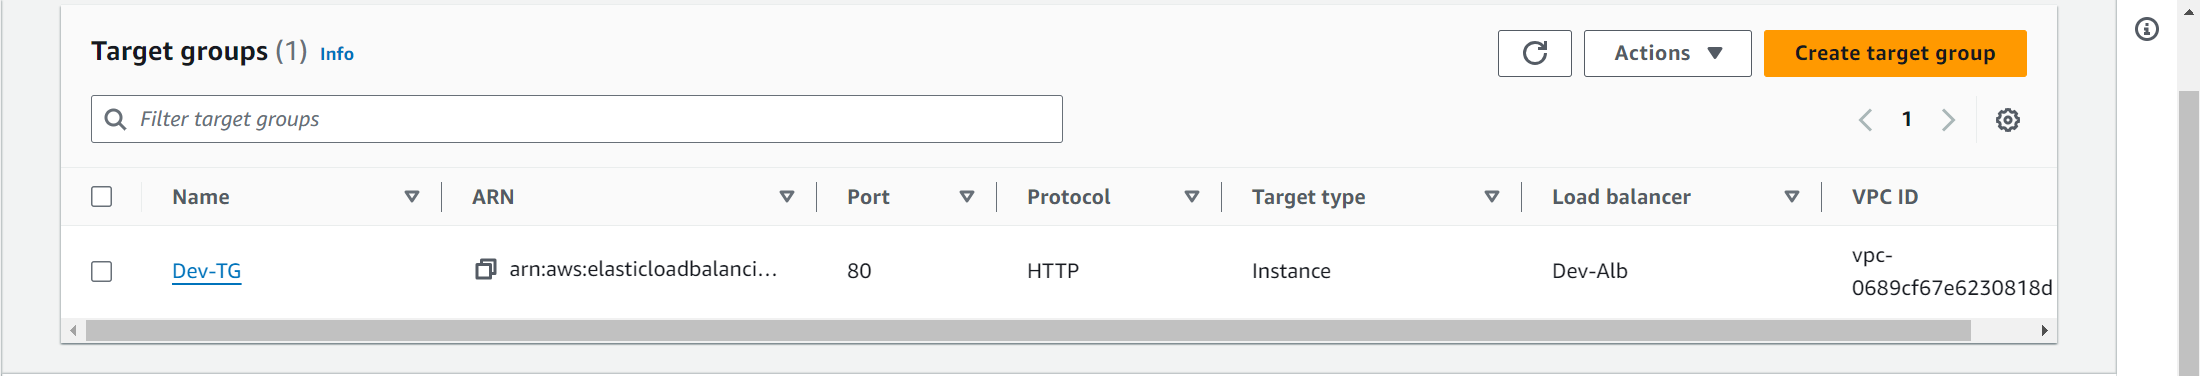 Target groups (1) Info
Actions
Create target group
Filter target groups
1
Name ARN Port Protocol Target type Load balancer VPC ID
Dev-TG arn:aws:elasticloadbalanci... 80 HTTP Instance Dev-Alb vpc-
0689cf67e6230818d